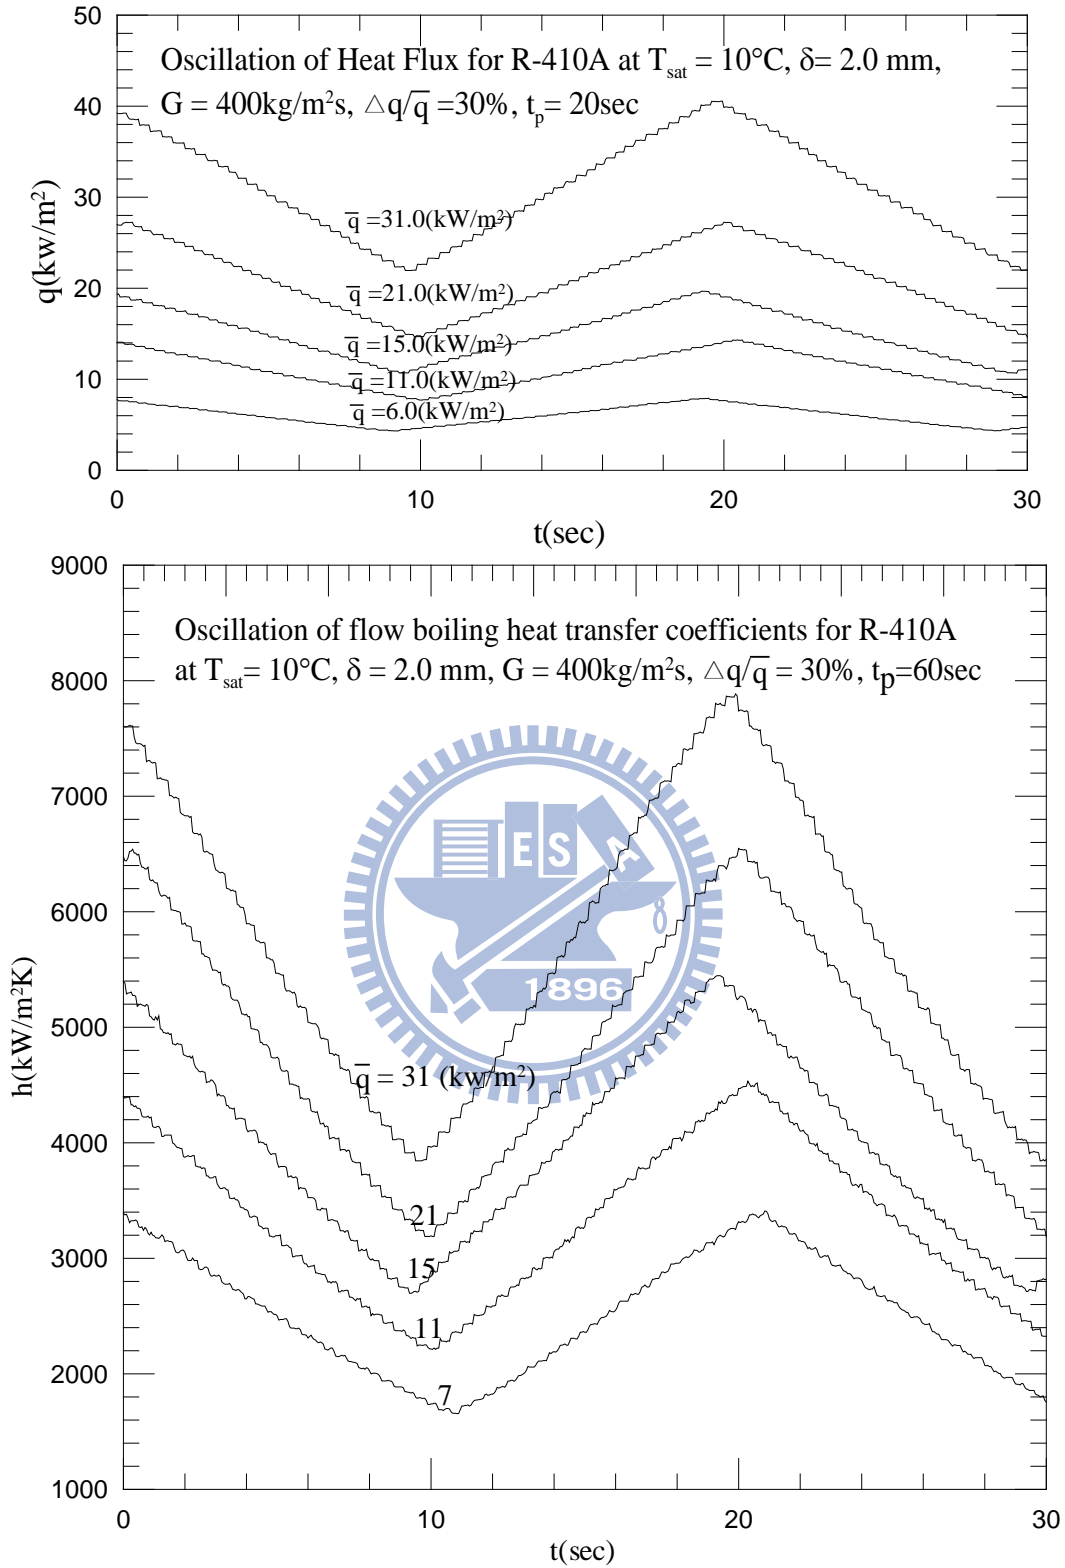 50
Oscillation of Heat Flux for R-410A at Tsat = 10°C, δ= 2.0 mm,
G = 400kg/m²s, △q/q̅ =30%, tp= 20sec
40
30
20
10
0
q(kw/m²)
q̅ =31.0(kW/m²)
q̅ =21.0(kW/m²)
q̅ =15.0(kW/m²)
q̅ =11.0(kW/m²)
q̅ =6.0(kW/m²)
0 10 20 30
t(sec)
9000
Oscillation of flow boiling heat transfer coefficients for R-410A
at Tsat= 10°C, δ = 2.0 mm, G = 400kg/m²s, △q/q̅ = 30%, tp=60sec
8000
7000
6000
5000
4000
3000
2000
1000
h(kW/m²K)
E S
1896
q̅ = 31 (kw/m²)
21
15
11
7
0 10 20 30
t(sec)